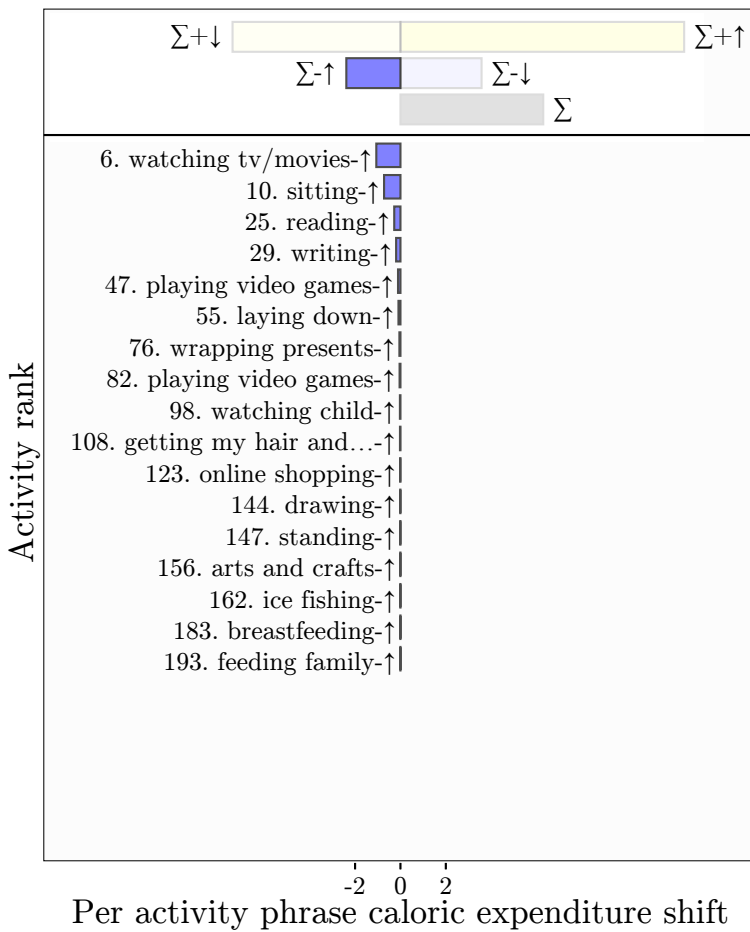 ∑+↓ ∑+↑
∑-↑ ∑-↓
∑
6. watching tv/movies-↑
10. sitting-↑
25. reading-↑
29. writing-↑
47. playing video games-↑
55. laying down-↑
76. wrapping presents-↑
82. playing video games-↑
98. watching child-↑
108. getting my hair and...-↑
123. online shopping-↑
144. drawing-↑
147. standing-↑
156. arts and crafts-↑
162. ice fishing-↑
183. breastfeeding-↑
193. feeding family-↑
Activity rank
-2 0 2
Per activity phrase caloric expenditure shift